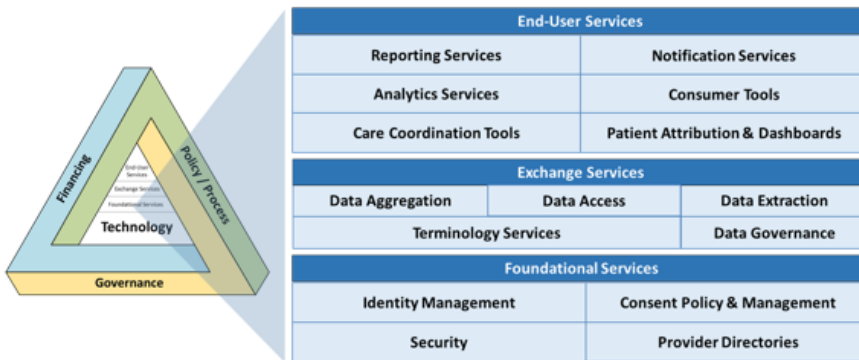 Financing
Policy / Process
End-User
Services
Exchange Services
Foundational Services
Technology
Governance
End-User Services
Reporting Services
Notification Services
Analytics Services
Consumer Tools
Care Coordination Tools
Patient Attribution & Dashboards
Exchange Services
Data Aggregation
Data Access
Data Extraction
Terminology Services
Data Governance
Foundational Services
Identity Management
Consent Policy & Management
Security
Provider Directories